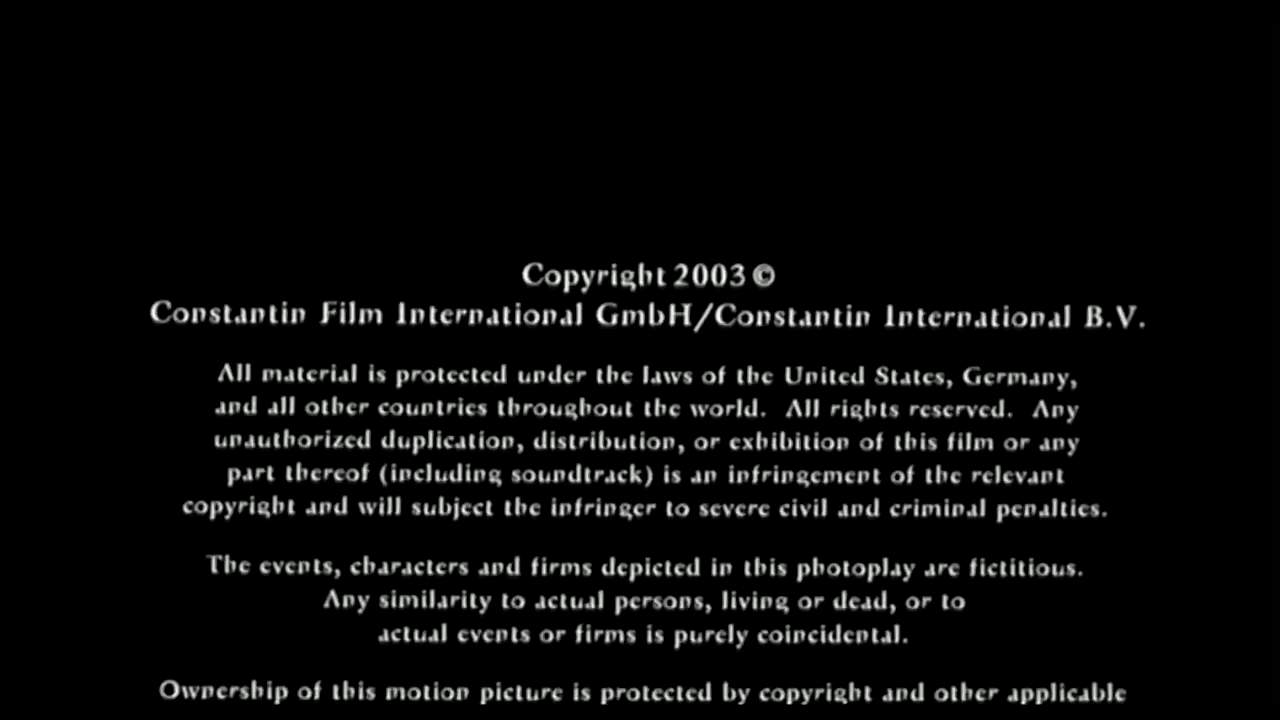 Copyright 2003 ©
Constantin Film International GmbH/Constantin International B.V.
All material is protected under the laws of the United States, Germany,
and all other countries throughout the world. All rights reserved. Any
unauthorized duplication, distribution, or exhibition of this film or any
part thereof (including soundtrack) is an infringement of the relevant
copyright and will subject the infringer to severe civil and criminal penalties.
The events, characters and firms depicted in this photoplay are fictitious.
Any similarity to actual persons, living or dead, or to
actual events or firms is purely coincidental.
Ownership of this motion picture is protected by copyright and other applicable